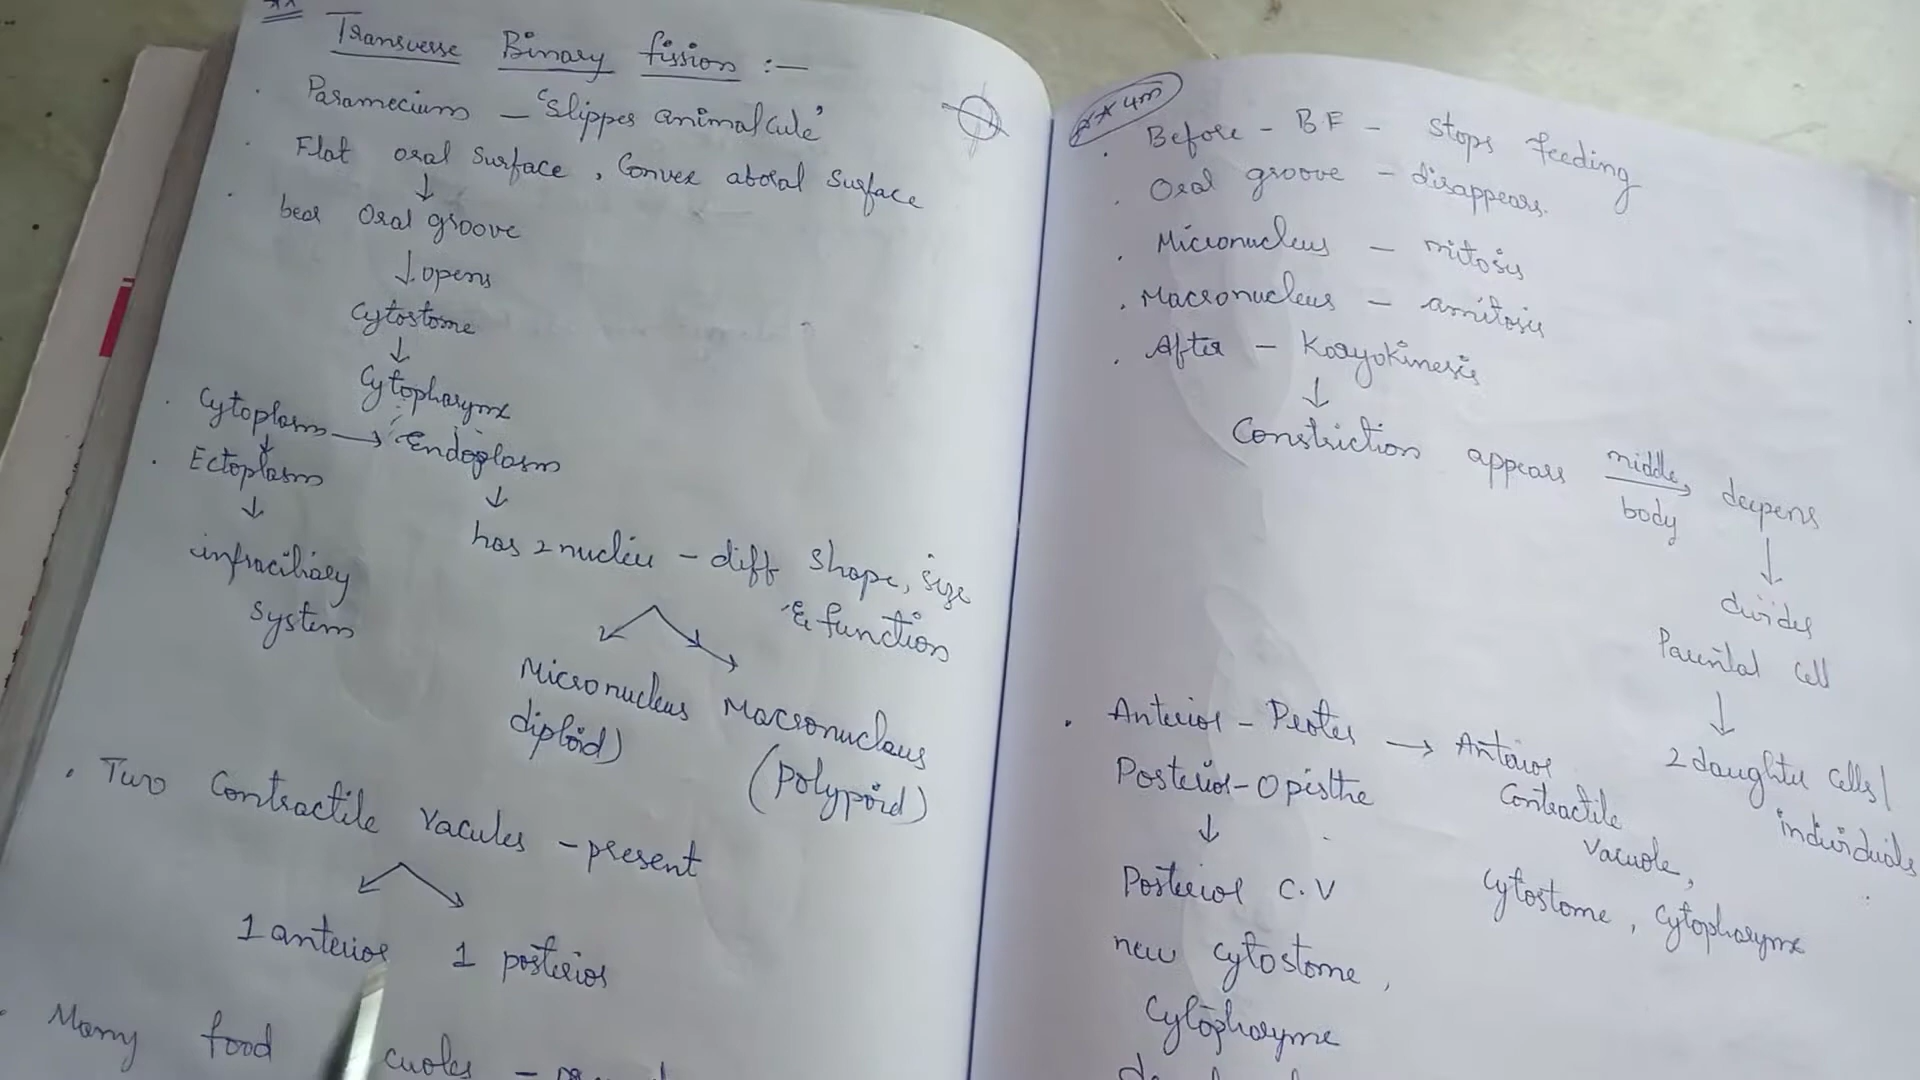 **
Transverse Binary fission :—
. Paramecium – 'Slipper animalcule'
. Flat oral surface, Convex aboral surface
↓
. bear Oral groove
↓ opens
Cytostome
↓
Cytopharynx
. Cytoplasm → Endoplasm
↓
. Ectoplasm
↓
infraciliary
system
↓
has 2 nuclei – diff shape, size
& function
Micronucleus
diploid)
Macronucleus
(polypoid)
. Two Contractile Vacules – present
1 anterior 1 posterior
. Many food cuoles –
**4m
. Before – BF – stops feeding
. Oral groove – disappears.
. Micronucleus – mitosis
. Macronucleus – amitosis
. After – Karyokinesis
↓
Constriction appears middle, deepens
body
↓
divides
Parental cell
↓
2 daughter cells/
individuals
. Anterior – Proter → Anterior
Contractile
Vacuole,
Cytostome, Cytopharynx
Posterior – Opisthe
↓
Posterior C.V
new cytostome,
Cytopharynx